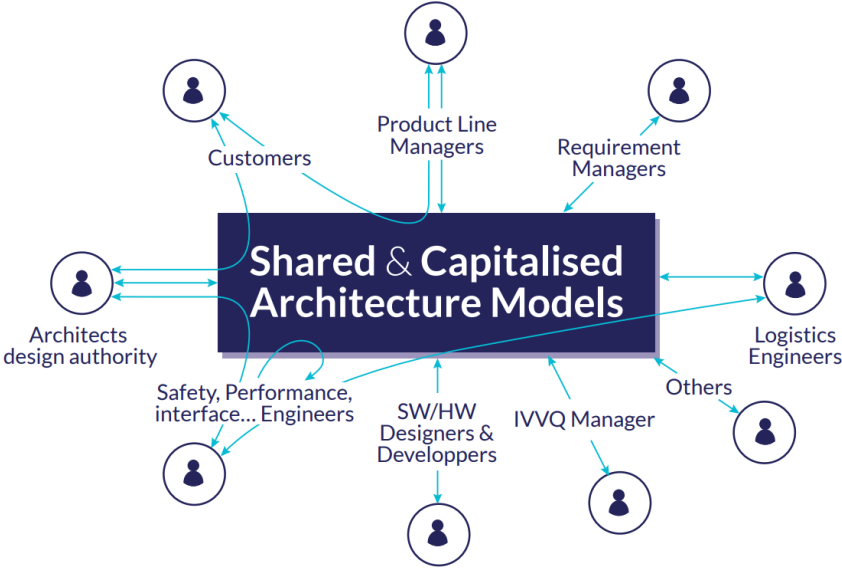 Product Line
Managers
Customers
Requirement
Managers
Shared & Capitalised
Architecture Models
Architects
design authority
Logistics
Engineers
Safety, Performance,
interface... Engineers
SW/HW
Designers &
Developpers
IVVQ Manager
Others